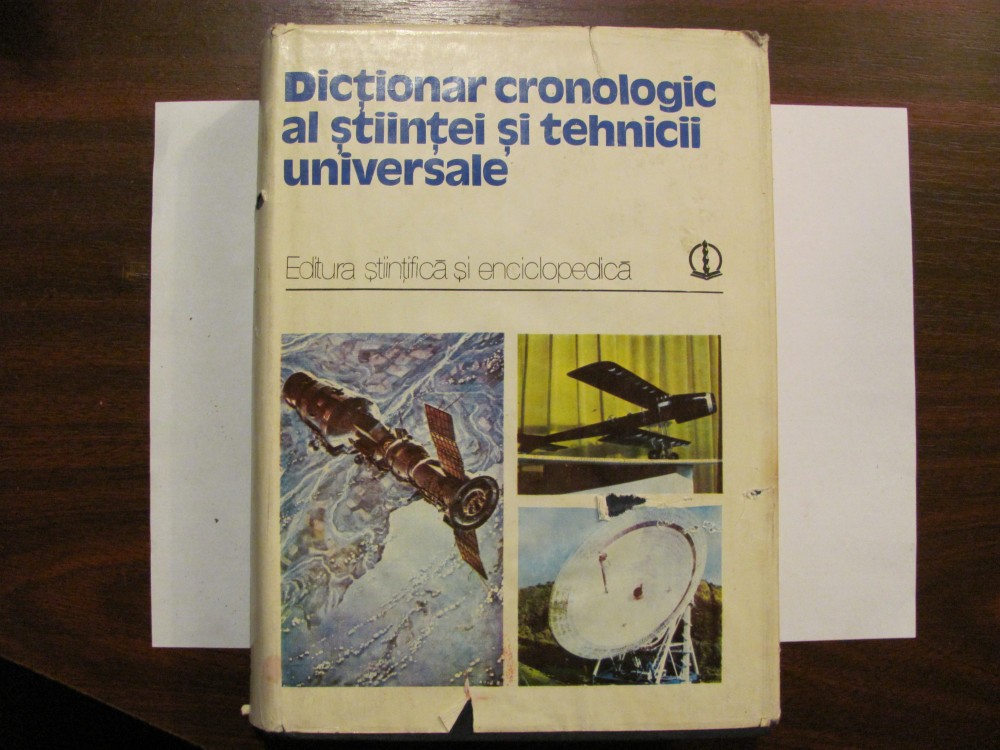 Dicționar cronologic
al științei și tehnicii
universale
Editura științifică și enciclopedică